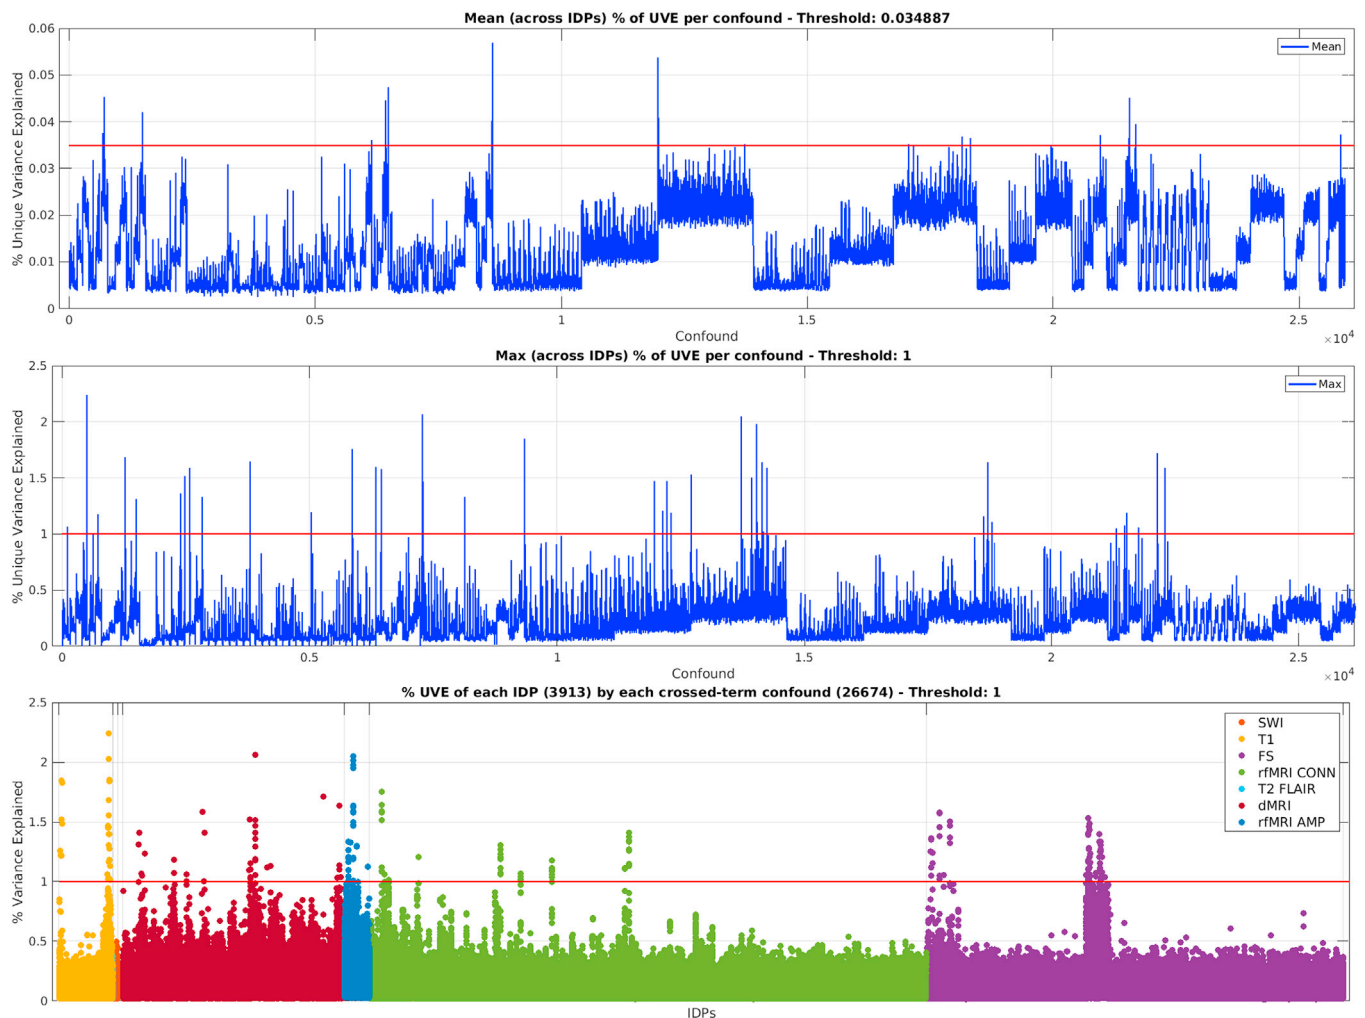 Mean (across IDPs) % of UVE per confound - Threshold: 0.034887
% Unique Variance Explained
0.06
0.05
0.04
0.03
0.02
0.01
0
Mean
0 0.5 1 1.5 2 2.5
Confound
×10⁴
Max (across IDPs) % of UVE per confound - Threshold: 1
% Unique Variance Explained
2.5
2
1.5
1
0.5
0
Max
0 0.5 1 1.5 2 2.5
Confound
×10⁴
% UVE of each IDP (3913) by each crossed-term confound (26674) - Threshold: 1
% Variance Explained
2.5
2
1.5
1
0.5
0
SWI
T1
FS
rfMRI CONN
T2 FLAIR
dMRI
rfMRI AMP
IDPs